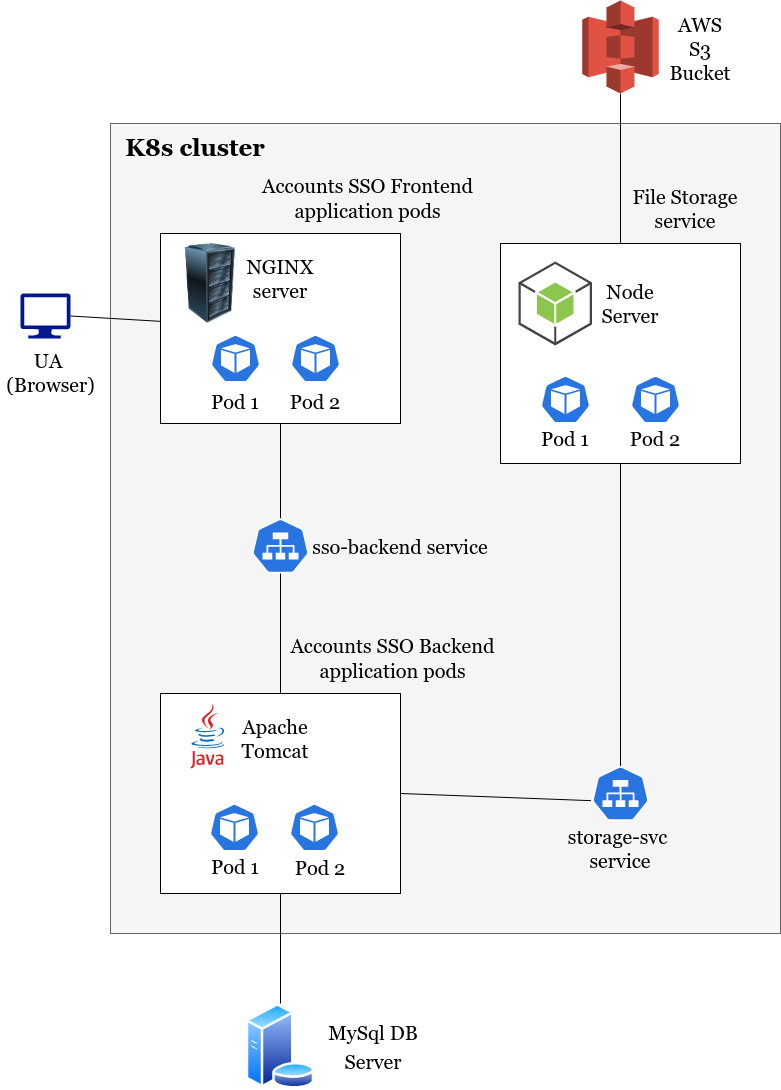 AWS
S3
Bucket
K8s cluster
Accounts SSO Frontend
application pods
File Storage
service
NGINX
server
Node
Server
UA
(Browser)
Pod 1
Pod 2
Pod 1
Pod 2
sso-backend service
Accounts SSO Backend
application pods
Java
Apache
Tomcat
Pod 1
Pod 2
storage-svc
service
MySql DB
Server